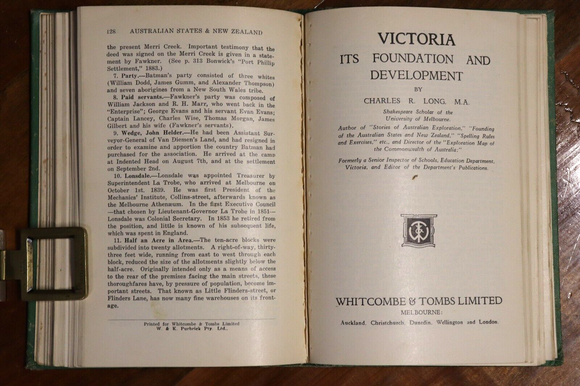 128 AUSTRALIAN STATES & NEW ZEALAND
the present Merri Creek. Important testimony that the
deed was signed on the Merri Creek is given in a state-
ment by Fawkner. (See p. 313 Bonwick's "Port Phillip
Settlement," 1883.)
7. Party.—Batman's party consisted of three whites
(William Dodd, James Gumm, and Alexander Thompson)
and seven aborigines from a New South Wales tribe.
8. Paid servants.—Fawkner's party was composed of
William Jackson and R. H. Marr, who went back in the
"Enterprize"; George Evans and his servant Evan Evans;
Captain Lancey, Charles Wise, Thomas Morgan, James
Gilbert and his wife (Fawkner's servants).
9. Wedge, John Helder.—He had been Assistant Sur-
veyor-General of Van Diemen's Land, and had resigned in
order to examine and apportion the country Batman had
purchased for the association. He arrived at the camp
at Indented Head on August 7th, and at the settlement
on September 2nd.
10. Lonsdale.—Lonsdale was appointed Treasurer by
Superintendent La Trobe, who arrived at Melbourne on
October 1st. 1839. He was first President of the
Mechanics' Institute, Collins-street, afterwards known as
the Melbourne Athenæum. In the first Executive Council
—that chosen by Lieutenant-Governor La Trobe in 1851—
Lonsdale was Colonial Secretary. In 1853 he retired from
the position, and little is known of his subsequent life,
which was spent in England.
11. Half an Acre in Area.—The ten-acre blocks were
subdivided into twenty allotments. A right-of-way, thirty-
three feet wide, running from east to west through each
block, reduced the size of the allotments slightly below the
half-acre. Originally intended only as a means of access
to the rear of the premises facing the main streets, these
thoroughfares have, by pressure of population, become im-
portant streets. That known as Little Flinders-street, or
Flinders Lane, has now many fine warehouses on its front-
age.
Printed for Whitcombe & Tombs Limited
W. & K. Purbrick Pty. Ltd.,
VICTORIA
ITS FOUNDATION AND
DEVELOPMENT
BY
CHARLES R. LONG, M.A.
Shakespeare Scholar of the
University of Melbourne.
Author of "Stories of Australian Exploration," "Founding
of the Australian States and New Zealand," "Spelling Rules
and Exercises," etc., and Director of the "Exploration Map of
the Commonwealth of Australia."
Formerly a Senior Inspector of Schools, Education Department,
Victoria, and Editor of the Department's Publications.
WHITCOMBE & TOMBS LIMITED
MELBOURNE:
Auckland, Christchurch, Dunedin, Wellington and London.